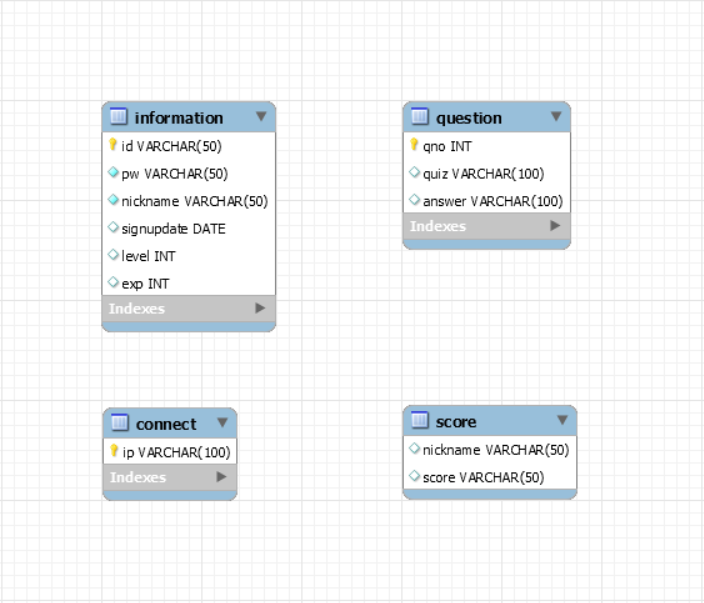 information
id VARCHAR(50)
pw VARCHAR(50)
nickname VARCHAR(50)
signupdate DATE
level INT
exp INT
Indexes
question
qno INT
quiz VARCHAR(100)
answer VARCHAR(100)
Indexes
connect
ip VARCHAR(100)
Indexes
score
nickname VARCHAR(50)
score VARCHAR(50)